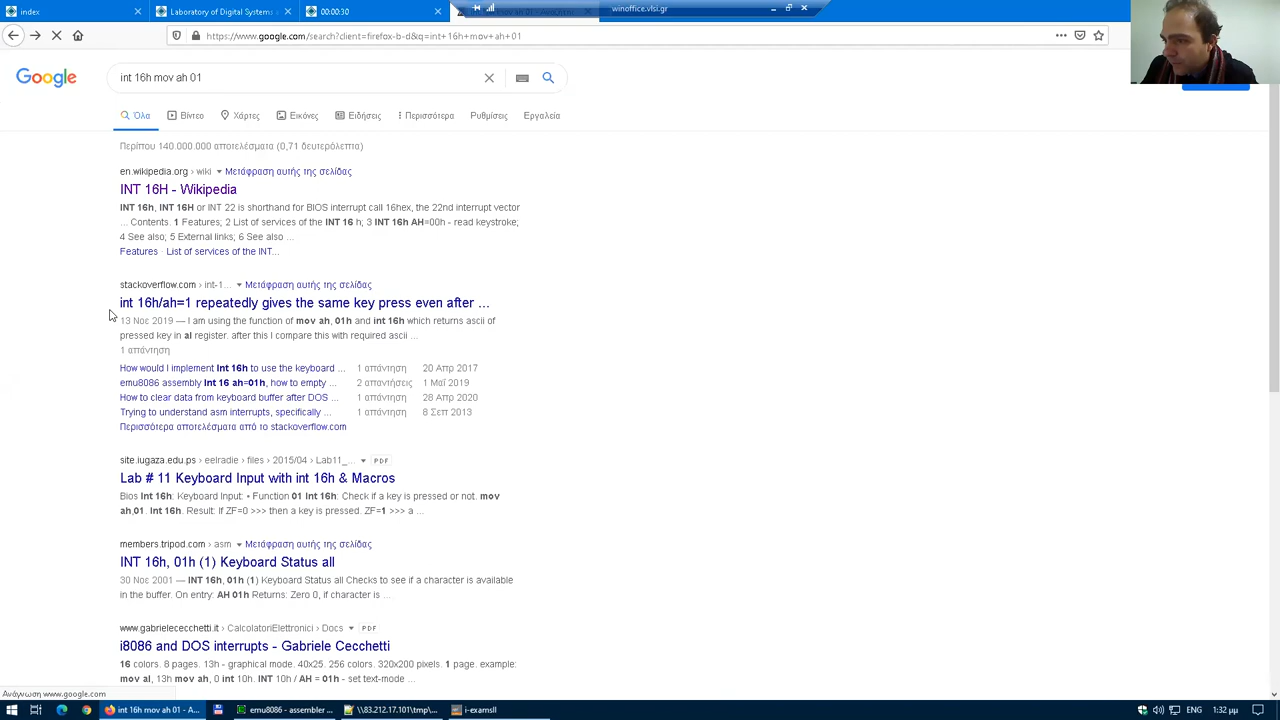 index
Laboratory of Digital Systems
00:00:30
winoffice.vlsi.gr
https://www.google.com/search?client=firefox-b-d&q=int+16h+mov+ah+01
Google
int 16h mov ah 01
Όλα
Βίντεο
Χάρτες
Εικόνες
Ειδήσεις
Περισσότερα
Ρυθμίσεις
Εργαλεία
Περίπου 140.000.000 αποτελέσματα (0,71 δευτερόλεπτα)
en.wikipedia.org › wiki Μετάφραση αυτής της σελίδας
INT 16H - Wikipedia
INT 16h, INT 16H or INT 22 is shorthand for BIOS interrupt call 16hex, the 22nd interrupt vector
... Contents. 1 Features; 2 List of services of the INT 16 h; 3 INT 16h AH=00h - read keystroke;
4 See also; 5 External links; 6 See also ...
Features · List of services of the INT...
stackoverflow.com › int-1... Μετάφραση αυτής της σελίδας
int 16h/ah=1 repeatedly gives the same key press even after ...
13 Νοε 2019 — I am using the function of mov ah, 01h and int 16h which returns ascii of
pressed key in al register. after this I compare this with required ascii ...
1 απάντηση
How would I implement Int 16h to use the keyboard ... 1 απάντηση 20 Απρ 2017
emu8086 assembly Int 16 ah=01h, how to empty ... 2 απαντήσεις 1 Μαΐ 2019
How to clear data from keyboard buffer after DOS ... 1 απάντηση 28 Απρ 2020
Trying to understand asm interrupts, specifically ... 1 απάντηση 8 Σεπ 2013
Περισσότερα αποτελέσματα από το stackoverflow.com
site.iugaza.edu.ps › eelradie › files › 2015/04 › Lab11_... PDF
Lab # 11 Keyboard Input with int 16h & Macros
Bios Int 16h: Keyboard Input: • Function 01 Int 16h: Check if a key is pressed or not. mov
ah,01. Int 16h. Result: If ZF=0 >>> then a key is pressed. ZF=1 >>> a ...
members.tripod.com › asm Μετάφραση αυτής της σελίδας
INT 16h, 01h (1) Keyboard Status all
30 Νοε 2001 — INT 16h, 01h (1) Keyboard Status all Checks to see if a character is available
in the buffer. On entry: AH 01h Returns: Zero 0, if character is ...
www.gabrielececchetti.it › CalcolatoriElettronici › Docs PDF
i8086 and DOS interrupts - Gabriele Cecchetti
16 colors. 8 pages. 13h - graphical mode. 40x25. 256 colors. 320x200 pixels. 1 page. example:
mov al, 13h mov ah, 0 int 10h. INT 10h / AH = 01h - set text-mode ...
Ανάγνωση www.google.com
int 16h mov ah 01 - Α...
emu8086 - assembler ...
\\83.212.17.101\tmp\...
i-examsll
ENG
1:32 μμ